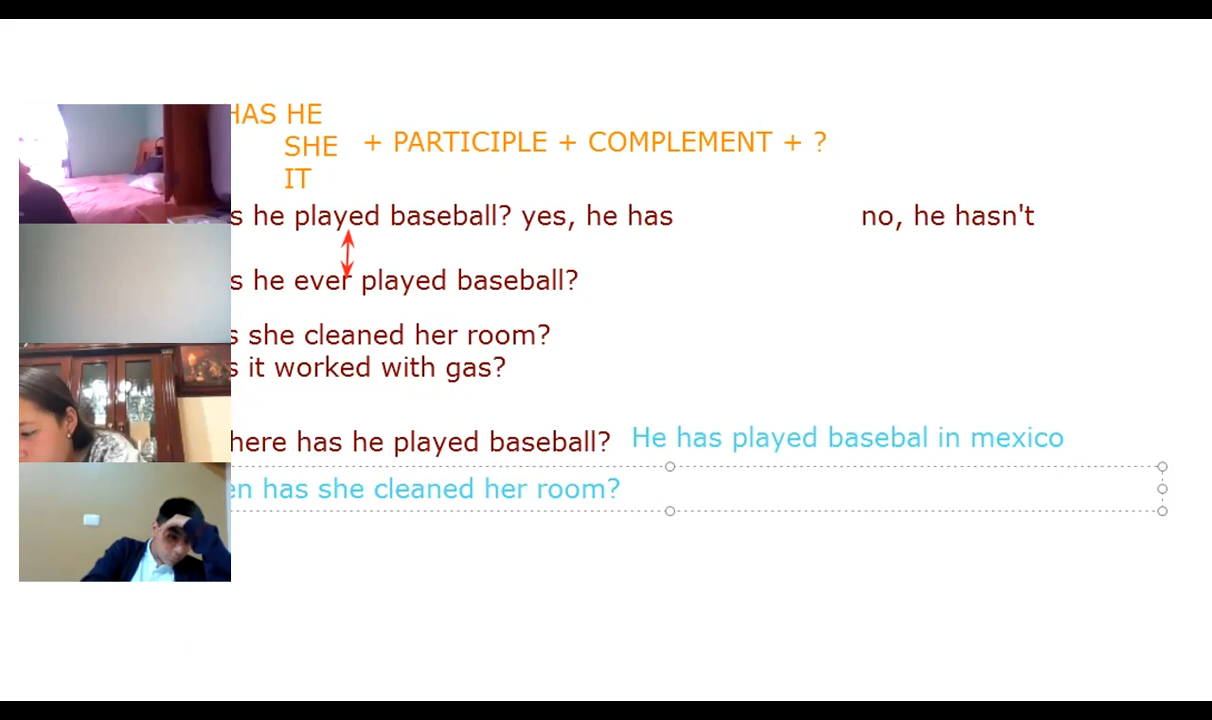 HAS HE
SHE
IT
+ PARTICIPLE + COMPLEMENT + ?
he played baseball? yes, he has no, he hasn't
he ever played baseball?
she cleaned her room?
it worked with gas?
has he played baseball? He has played basebal in mexico
has she cleaned her room?